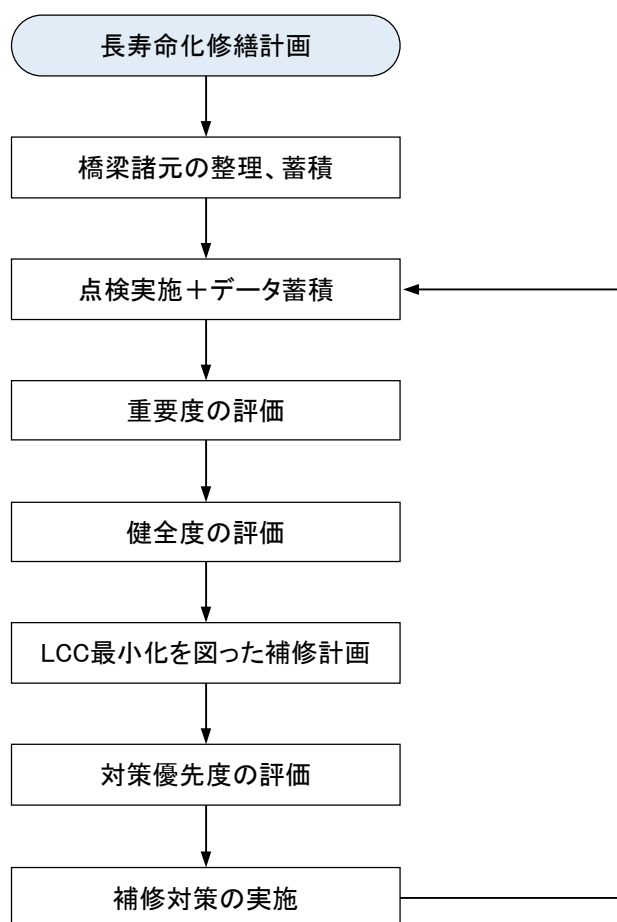 長寿命化修繕計画
橋梁諸元の整理、蓄積
点検実施＋データ蓄積
重要度の評価
健全度の評価
LCC最小化を図った補修計画
対策優先度の評価
補修対策の実施